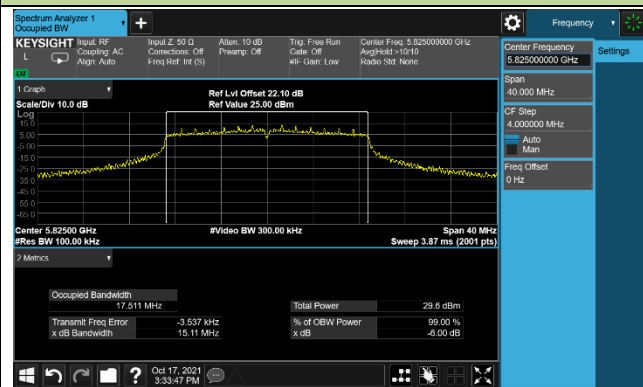 Spectrum Analyzer 1
Occupied BW
Frequency
KEYSIGHT
L
Input: RF
Coupling: AC
Align: Auto
Input Z: 50 Ω
Corrections: Off
Freq Ref: Int (S)
Atten: 10 dB
Preamp: Off
Trig: Free Run
Gate: Off
#IF Gain: Low
Center Freq: 5.825000000 GHz
Avg|Hold:>10/10
Radio Std: None
Center Frequency
5.825000000 GHz
Settings
Span
40.000 MHz
CF Step
4.000000 MHz
Auto
Man
Freq Offset
0 Hz
1 Graph
Scale/Div 10.0 dB
Ref Lvl Offset 22.10 dB
Ref Value 25.00 dBm
Log
15.0
5.00
-5.00
-15.0
-25.0
-35.0
-45.0
-55.0
-65.0
Center 5.82500 GHz
#Res BW 100.00 kHz
#Video BW 300.00 kHz
Span 40 MHz
Sweep 3.87 ms (2001 pts)
2 Metrics
Occupied Bandwidth
17.511 MHz
Transmit Freq Error -3.537 kHz
x dB Bandwidth 15.11 MHz
Total Power 29.6 dBm
% of OBW Power 99.00 %
x dB -6.00 dB
Oct 17, 2021
3:33:47 PM